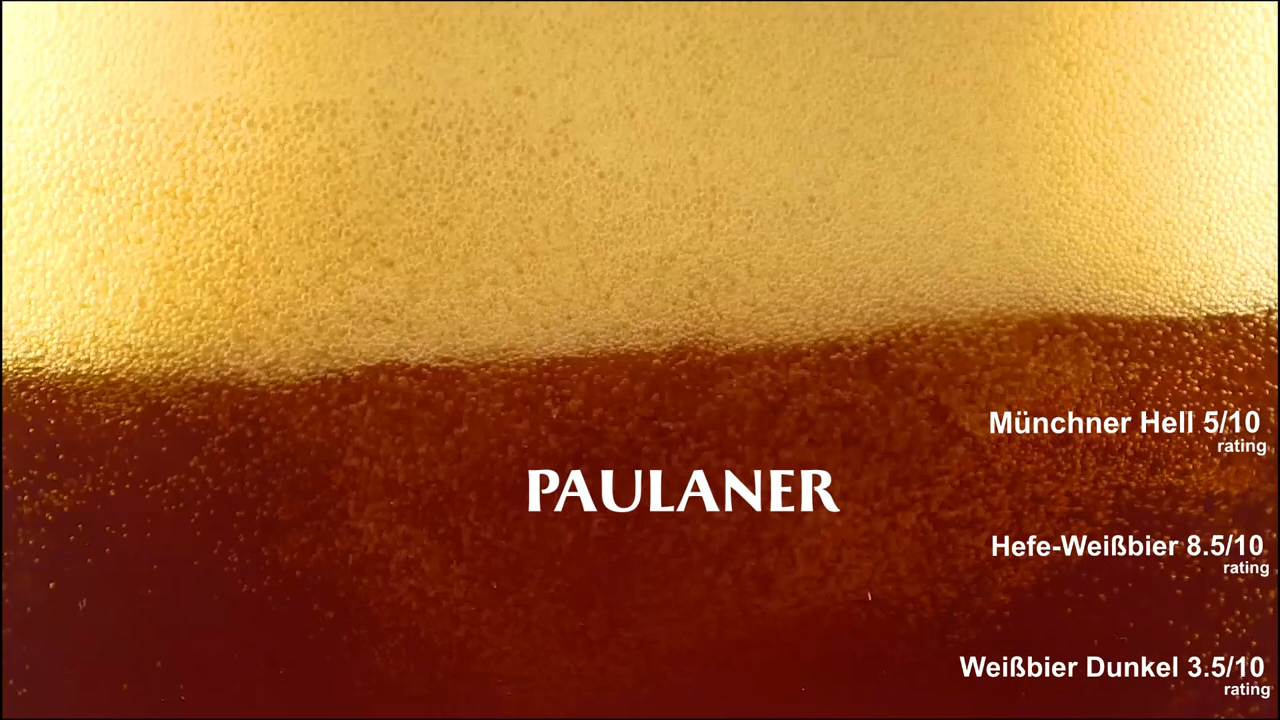 Münchner Hell 5/10
rating
PAULANER
Hefe-Weißbier 8.5/10
rating
Weißbier Dunkel 3.5/10
rating